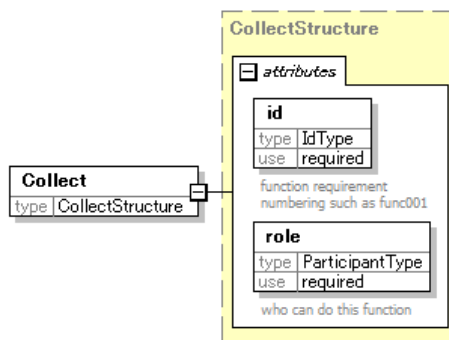 CollectStructure
attributes
id
type IdType
use required
function requirement
numbering such as func001
Collect
type CollectStructure
role
type ParticipantType
use required
who can do this function